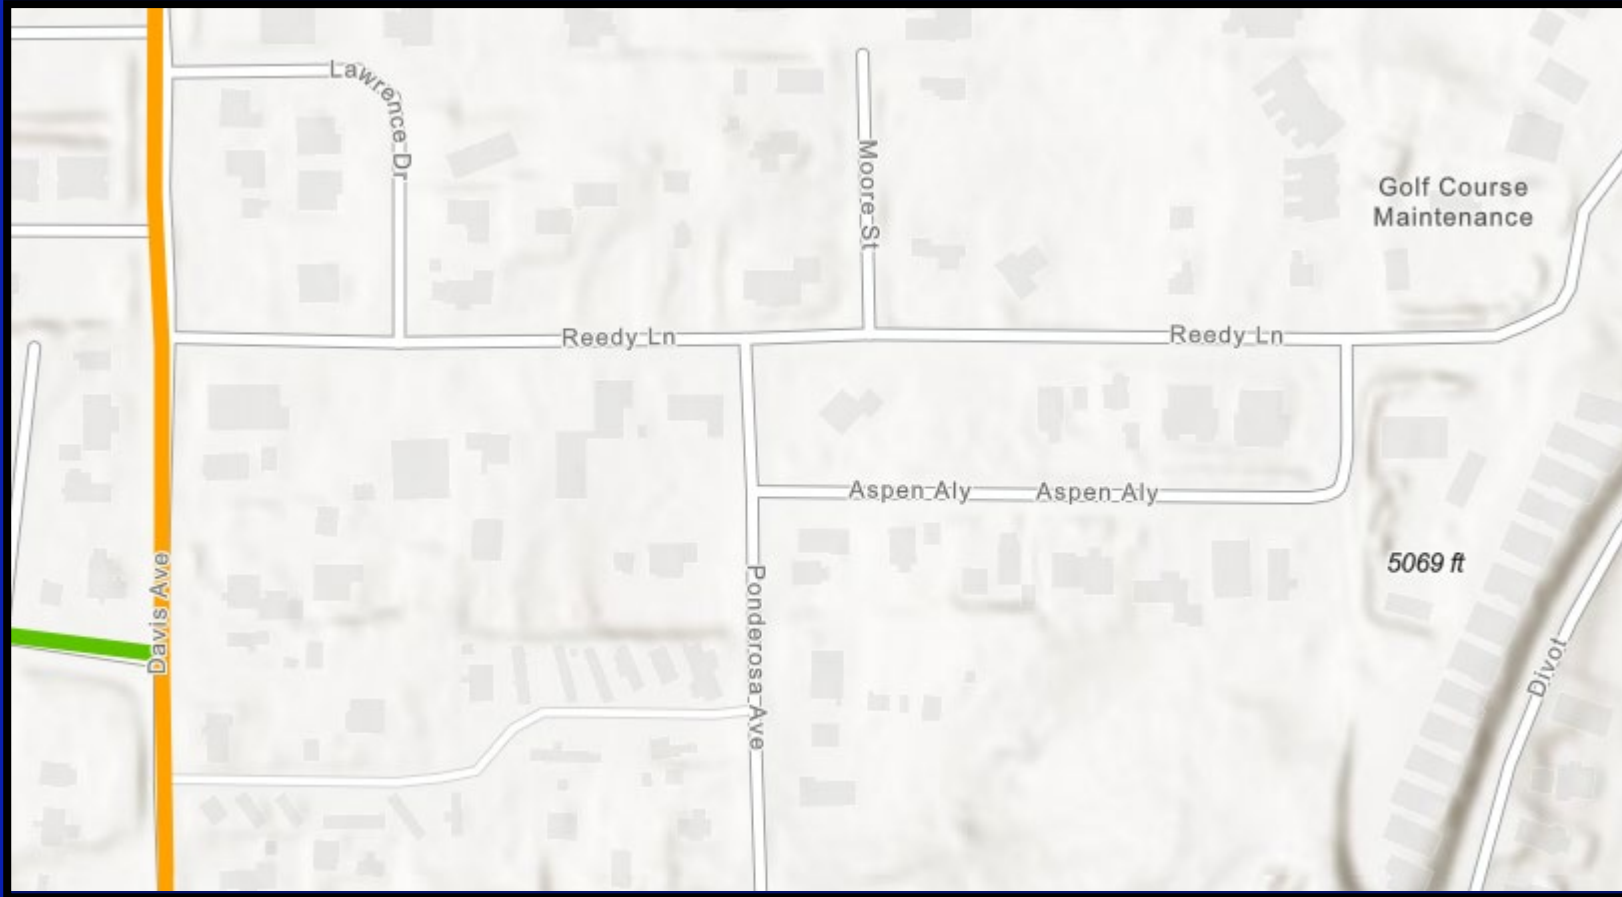 Lawrence Dr
Moore St
Golf Course
Maintenance
Reedy Ln
Reedy Ln
Aspen Aly
Aspen Aly
5069 ft
Davis Ave
Ponderosa Ave
Divot